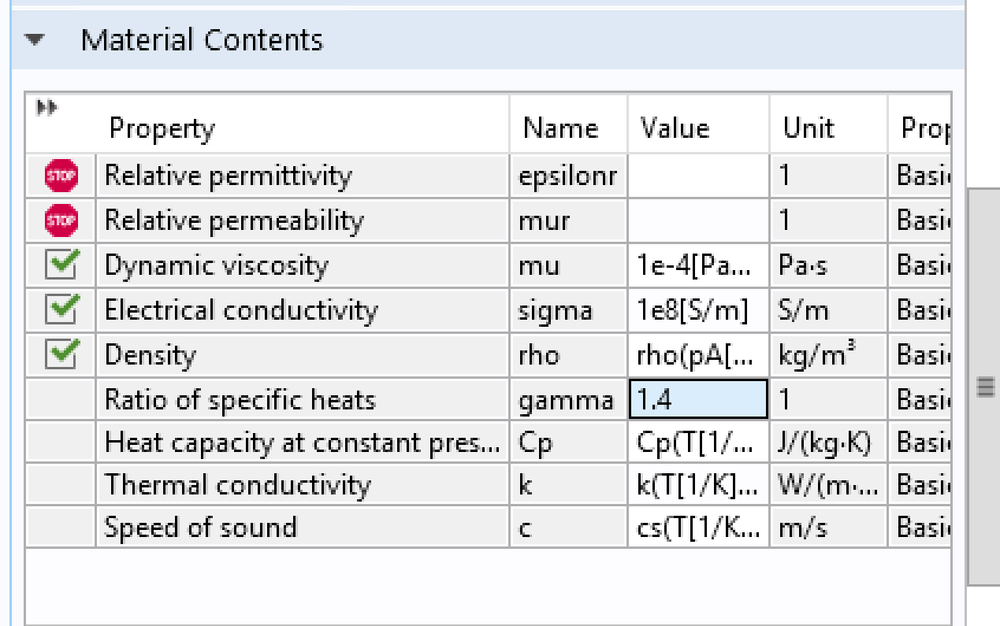 Material Contents
Property Name Value Unit Prop
STOP Relative permittivity epsilonr 1 Basi
STOP Relative permeability mur 1 Basi
Dynamic viscosity mu 1e-4[Pa... Pa·s Basi
Electrical conductivity sigma 1e8[S/m] S/m Basi
Density rho rho(pA[... kg/m³ Basi
Ratio of specific heats gamma 1.4 1 Basi
Heat capacity at constant pres... Cp Cp(T[1/... J/(kg·K) Basi
Thermal conductivity k k(T[1/K]... W/(m·... Basi
Speed of sound c cs(T[1/K... m/s Basi